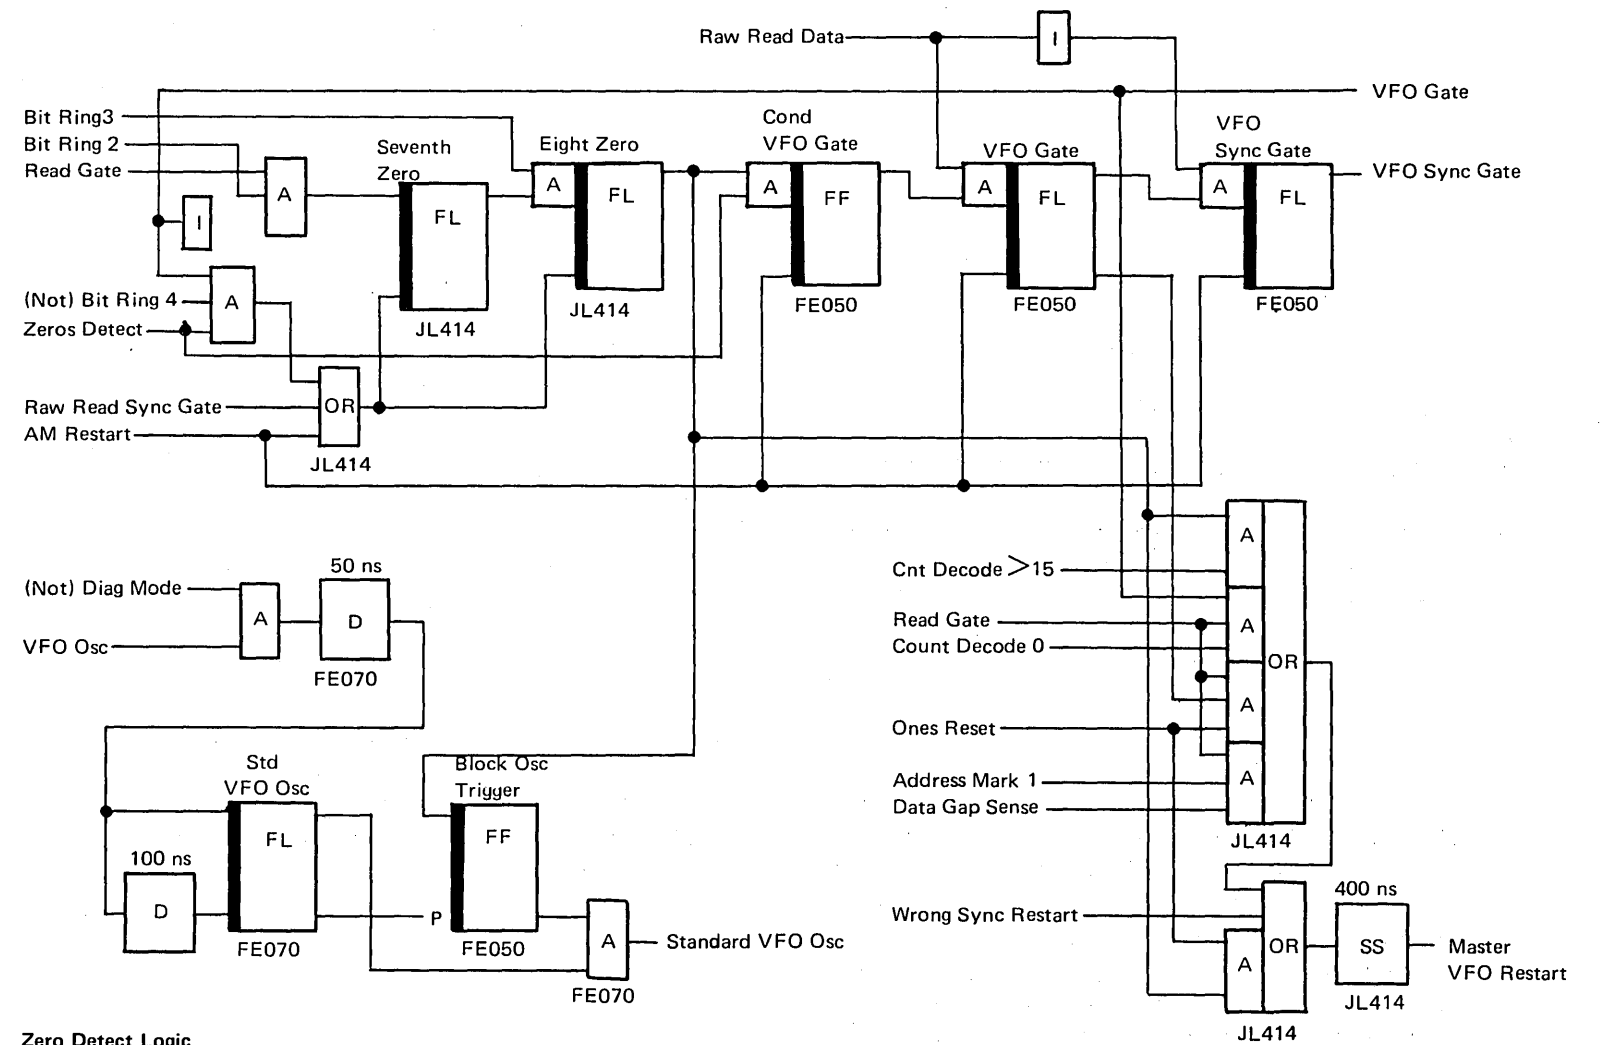 Raw Read Data
I
VFO Gate
Bit Ring3
Bit Ring 2
Read Gate
A
I
(Not) Bit Ring 4
Zeros Detect
A
Raw Read Sync Gate
AM Restart
OR
JL414
Seventh
Zero
FL
JL414
Eight Zero
A
FL
JL414
Cond
VFO Gate
A
FF
FE050
VFO Gate
A
FL
FE050
VFO
Sync Gate
A
FL
FE050
VFO Sync Gate
(Not) Diag Mode
VFO Osc
A
50 ns
D
FE070
Std
VFO Osc
FL
FE070
100 ns
D
Block Osc
Trigger
FF
P
FE050
A
FE070
Standard VFO Osc
Cnt Decode >15
Read Gate
Count Decode 0
Ones Reset
Address Mark 1
Data Gap Sense
A
A
A
A
OR
JL414
Wrong Sync Restart
A
OR
JL414
400 ns
SS
JL414
Master
VFO Restart
Zero Detect Logic